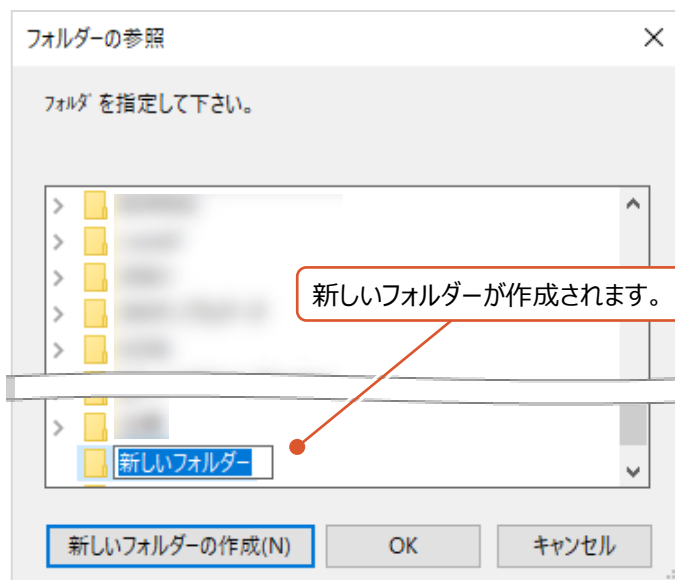 フォルダーの参照
ﾌｫﾙﾀﾞを指定して下さい。
新しいフォルダーが作成されます。
新しいフォルダー
新しいフォルダーの作成(N)
OK
キャンセル